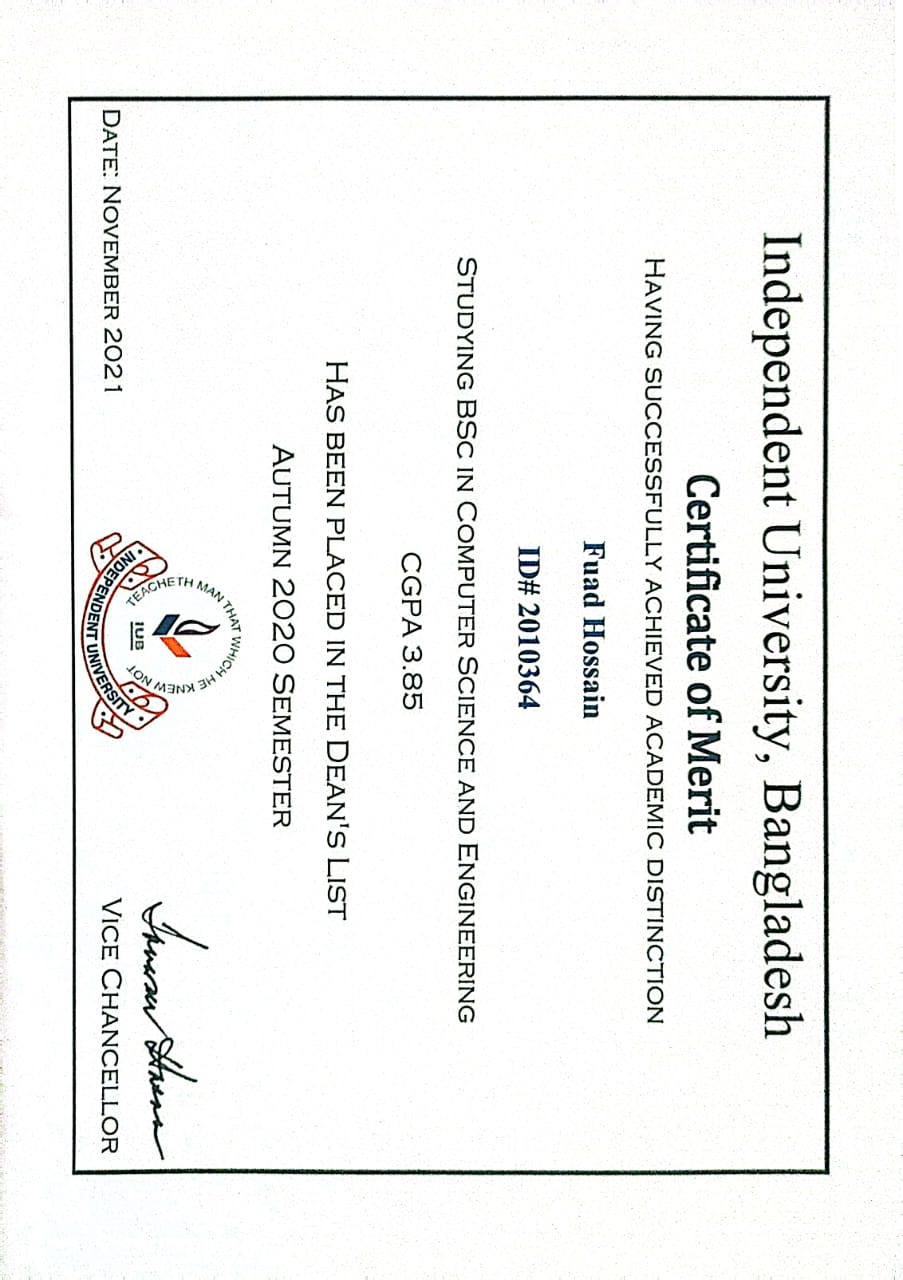 Independent University, Bangladesh
Certificate of Merit
HAVING SUCCESSFULLY ACHIEVED ACADEMIC DISTINCTION
Fuad Hossain
ID# 2010364
STUDYING BSC IN COMPUTER SCIENCE AND ENGINEERING
CGPA 3.85
HAS BEEN PLACED IN THE DEAN'S LIST
AUTUMN 2020 SEMESTER
TEACHETH MAN THAT WHICH HE KNEW NOT
IUB
INDEPENDENT UNIVERSITY
DATE: NOVEMBER 2021
VICE CHANCELLOR